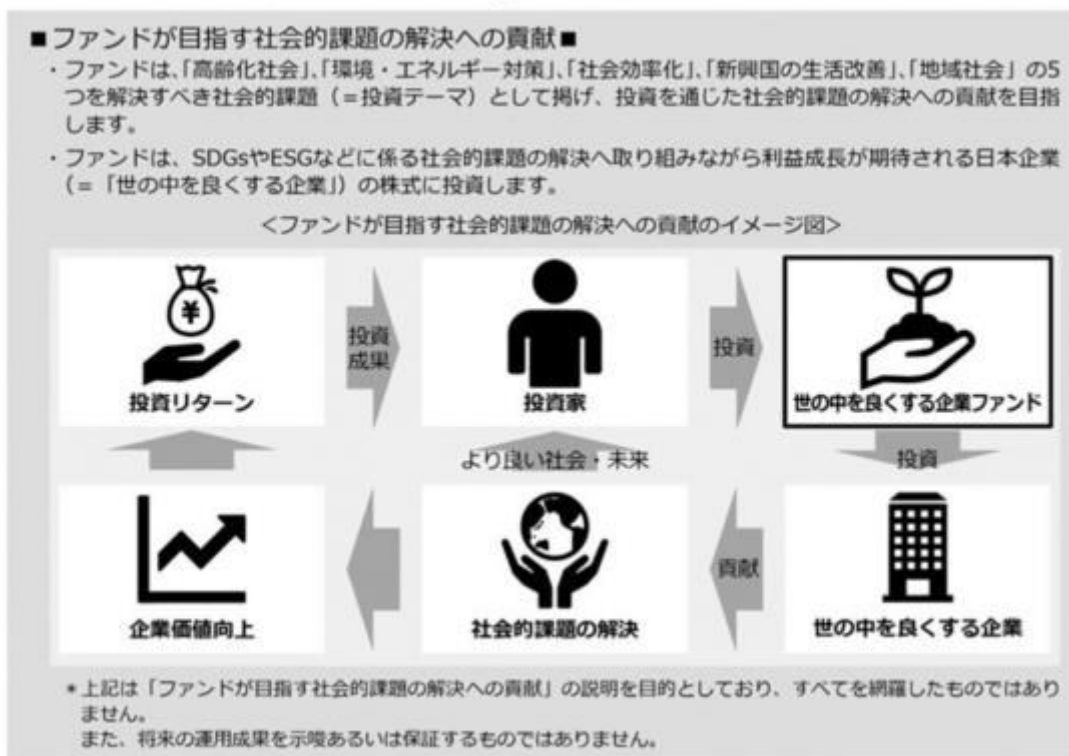 ■ファンドが目指す社会的課題の解決への貢献■
・ファンドは、「高齢化社会」、「環境・エネルギー対策」、「社会効率化」、「新興国の生活改善」、「地域社会」の5
つを解決すべき社会的課題（＝投資テーマ）として掲げ、投資を通じた社会的課題の解決への貢献を目指
します。
・ファンドは、SDGsやESGなどに係る社会的課題の解決へ取り組みながら利益成長が期待される日本企業
（＝「世の中を良くする企業」）の株式に投資します。
＜ファンドが目指す社会的課題の解決への貢献のイメージ図＞
¥
投資
成果
投資
投資リターン
投資家
世の中を良くする企業ファンド
より良い社会・未来
投資
貢献
企業価値向上
社会的課題の解決
世の中を良くする企業
＊上記は「ファンドが目指す社会的課題の解決への貢献」の説明を目的としており、すべてを網羅したものではあり
ません。
また、将来の運用成果を示唆あるいは保証するものではありません。